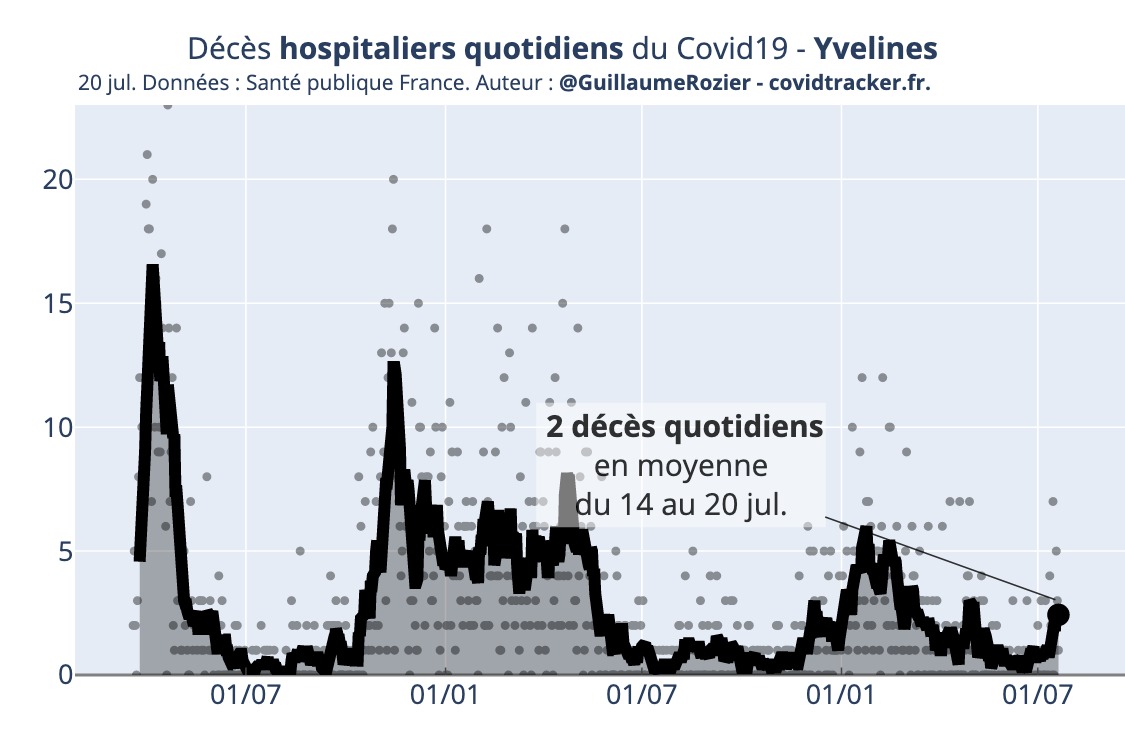 Décès hospitaliers quotidiens du Covid19 - Yvelines
20 jul. Données : Santé publique France. Auteur : @GuillaumeRozier - covidtracker.fr.
20
15
10
5
0
2 décès quotidiens
en moyenne
du 14 au 20 jul.
01/07
01/01
01/07
01/01
01/07